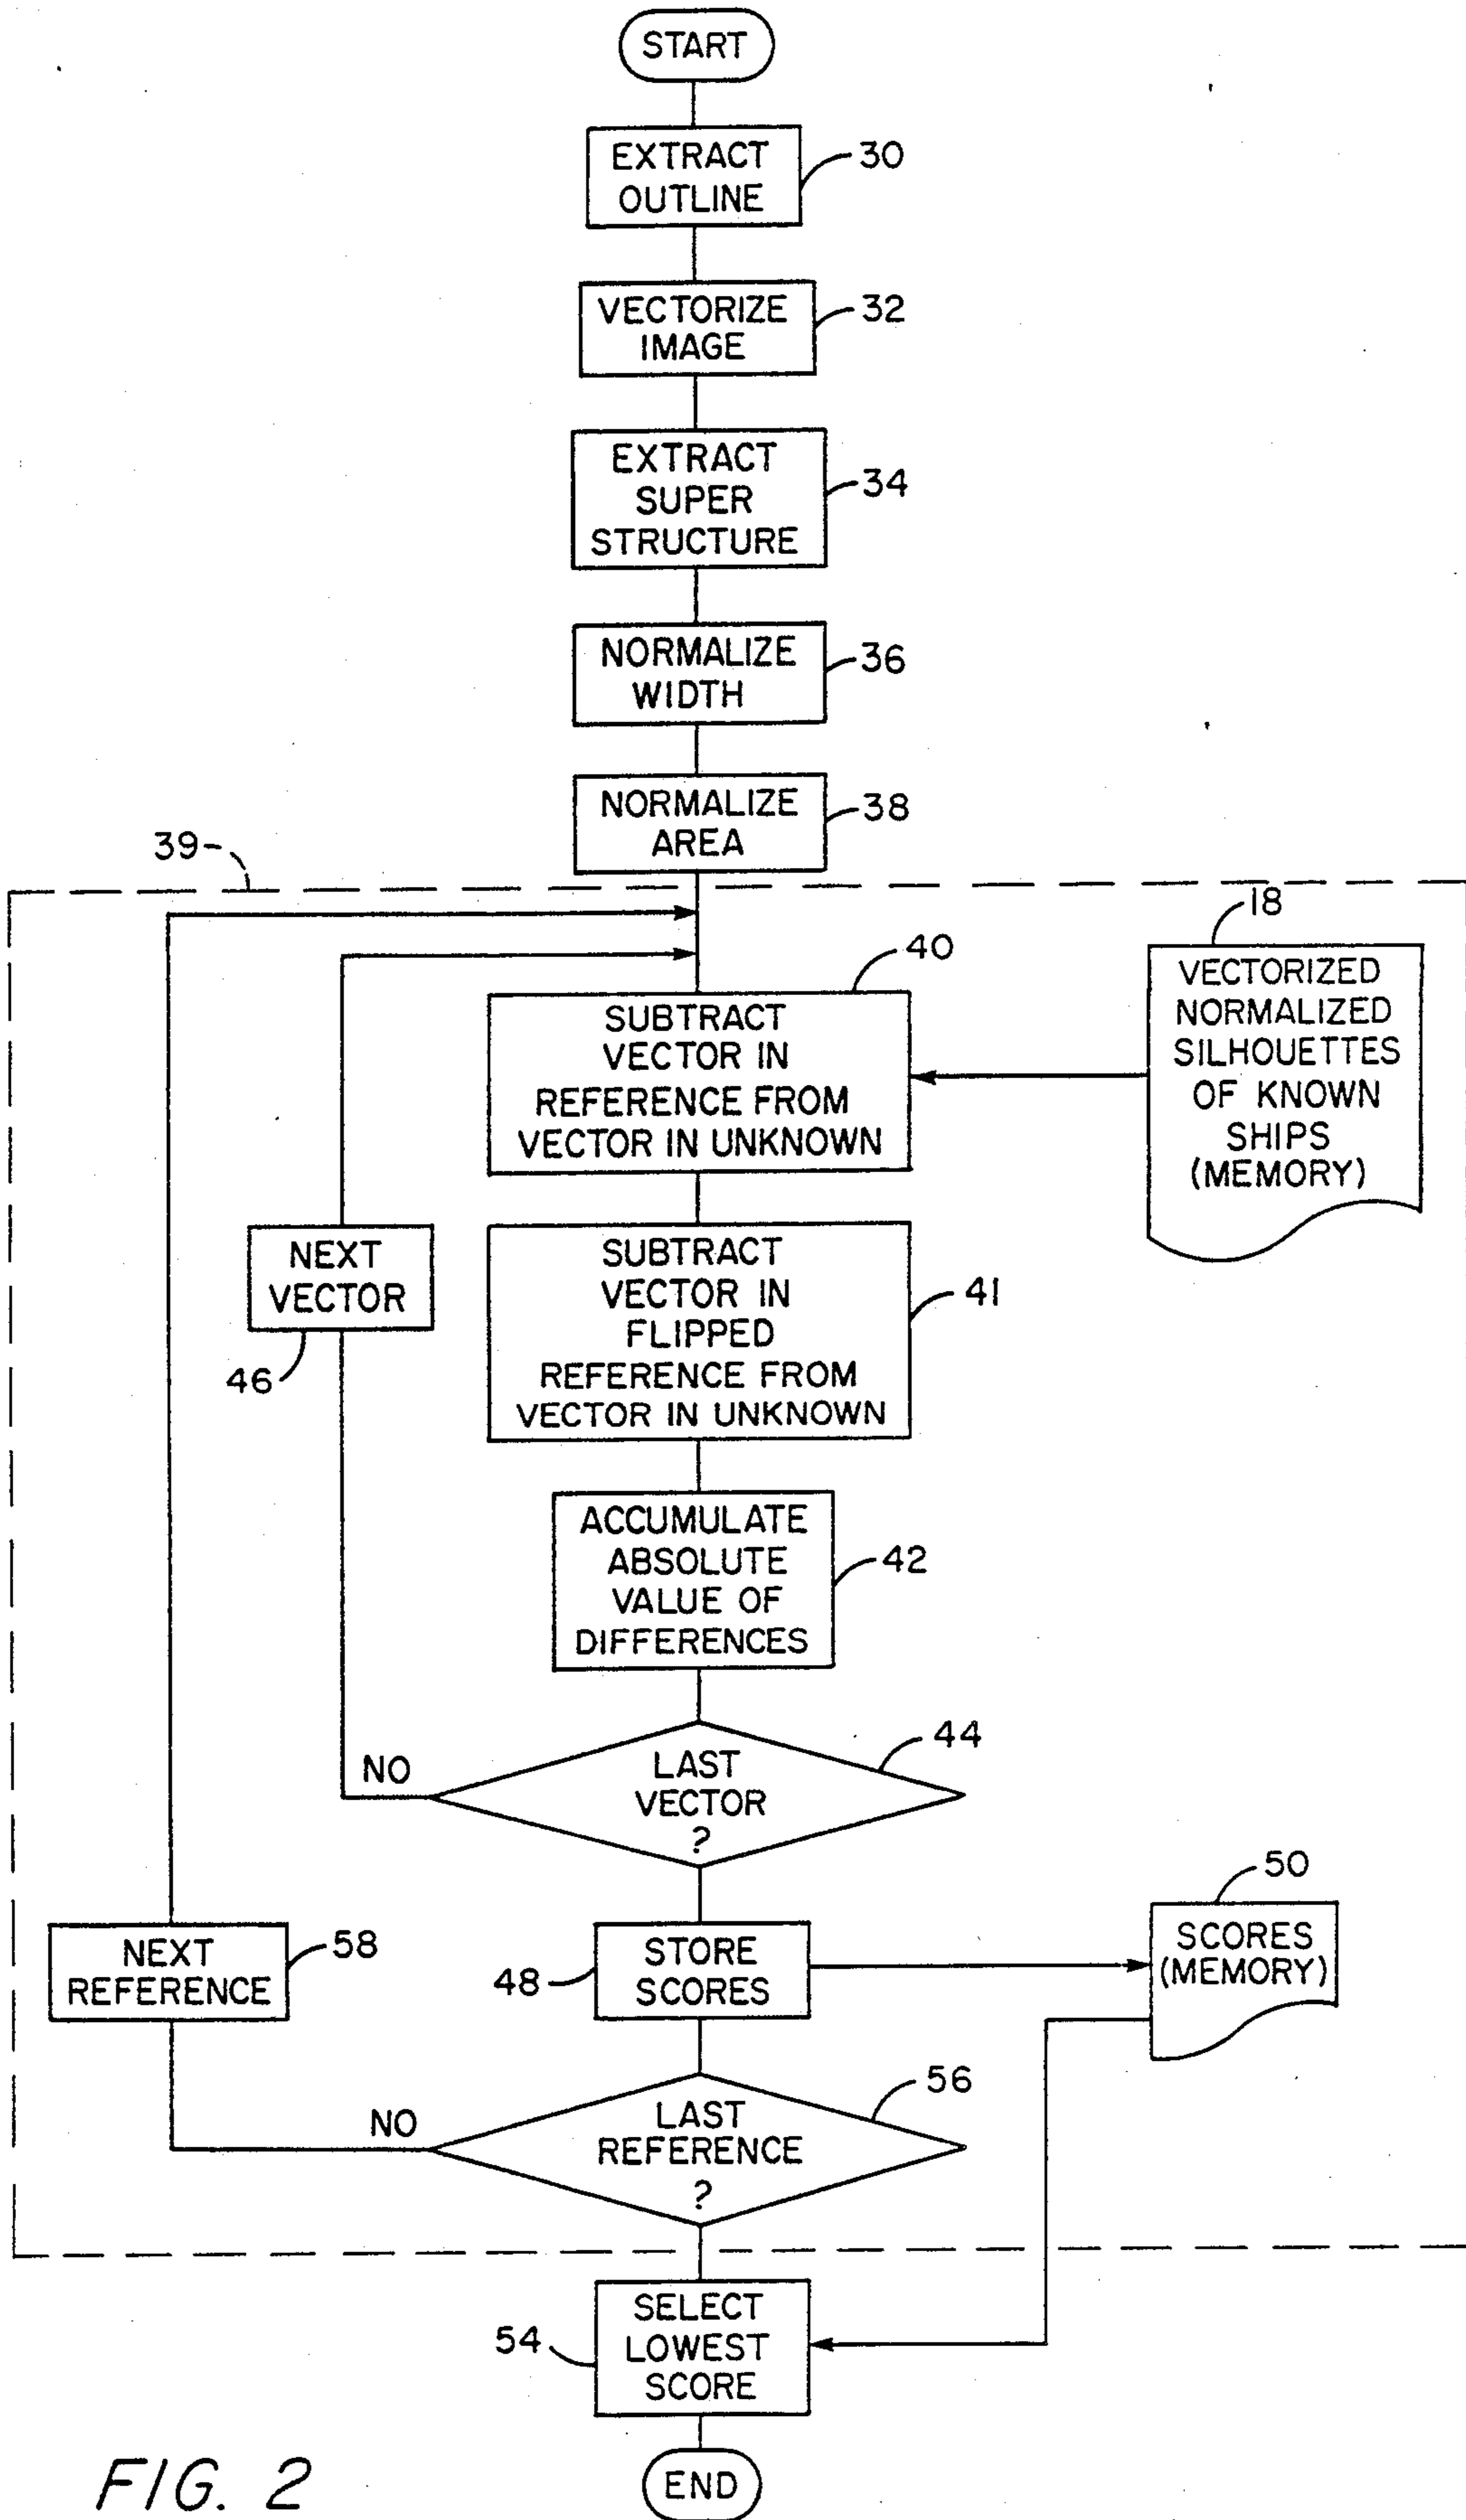 START
EXTRACT
OUTLINE
30
VECTORIZE
IMAGE
32
EXTRACT
SUPER
STRUCTURE
34
NORMALIZE
WIDTH
36
NORMALIZE
AREA
38
39
18
VECTORIZED
NORMALIZED
SILHOUETTES
OF KNOWN
SHIPS
(MEMORY)
40
SUBTRACT
VECTOR IN
REFERENCE FROM
VECTOR IN UNKNOWN
NEXT
VECTOR
46
SUBTRACT
VECTOR IN
FLIPPED
REFERENCE FROM
VECTOR IN UNKNOWN
41
ACCUMULATE
ABSOLUTE
VALUE OF
DIFFERENCES
42
NO
LAST
VECTOR
?
44
NEXT
REFERENCE
58
48
STORE
SCORES
50
SCORES
(MEMORY)
NO
LAST
REFERENCE
?
56
54
SELECT
LOWEST
SCORE
END
FIG. 2